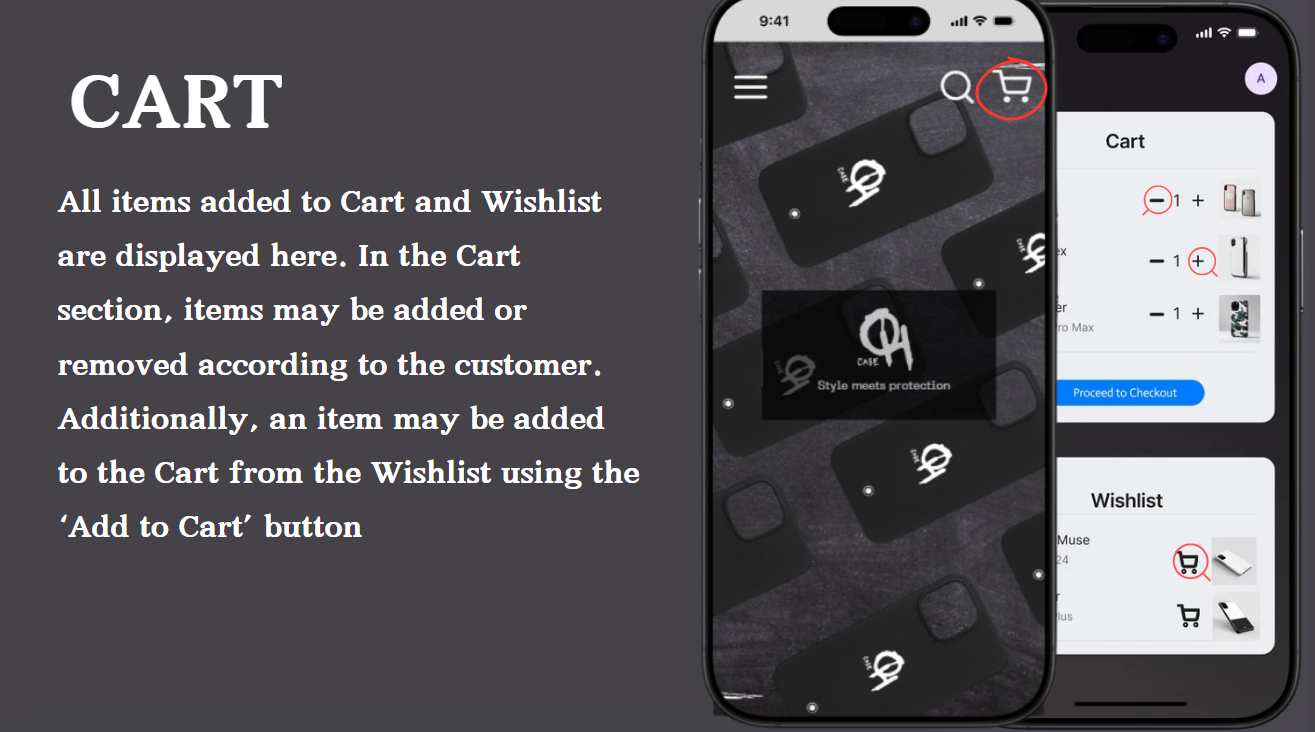 CART
All items added to Cart and Wishlist
are displayed here. In the Cart
section, items may be added or
removed according to the customer.
Additionally, an item may be added
to the Cart from the Wishlist using the
‘Add to Cart’ button
9:41
CASE
CASE
Style meets protection
CASE
CASE
A
Cart
1
ex
1
er
1
ro Max
Proceed to Checkout
Wishlist
Muse
24
r
lus